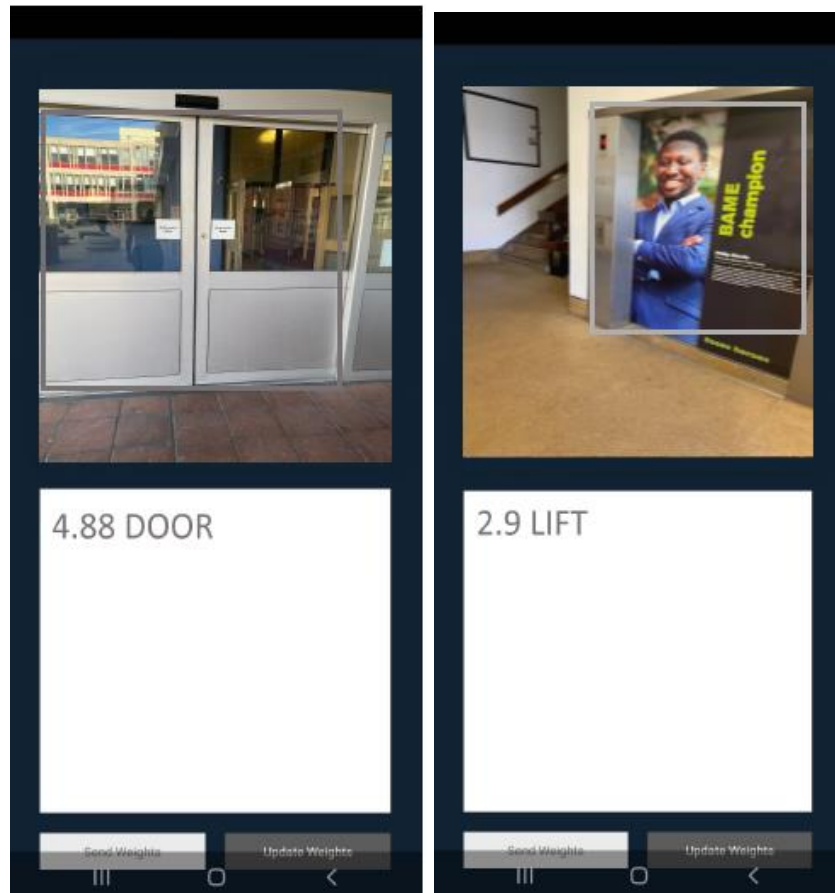 4.88 DOOR
Send Weights
Update Weights
BAME
champion
2.9 LIFT
Send Weights
Update Weights